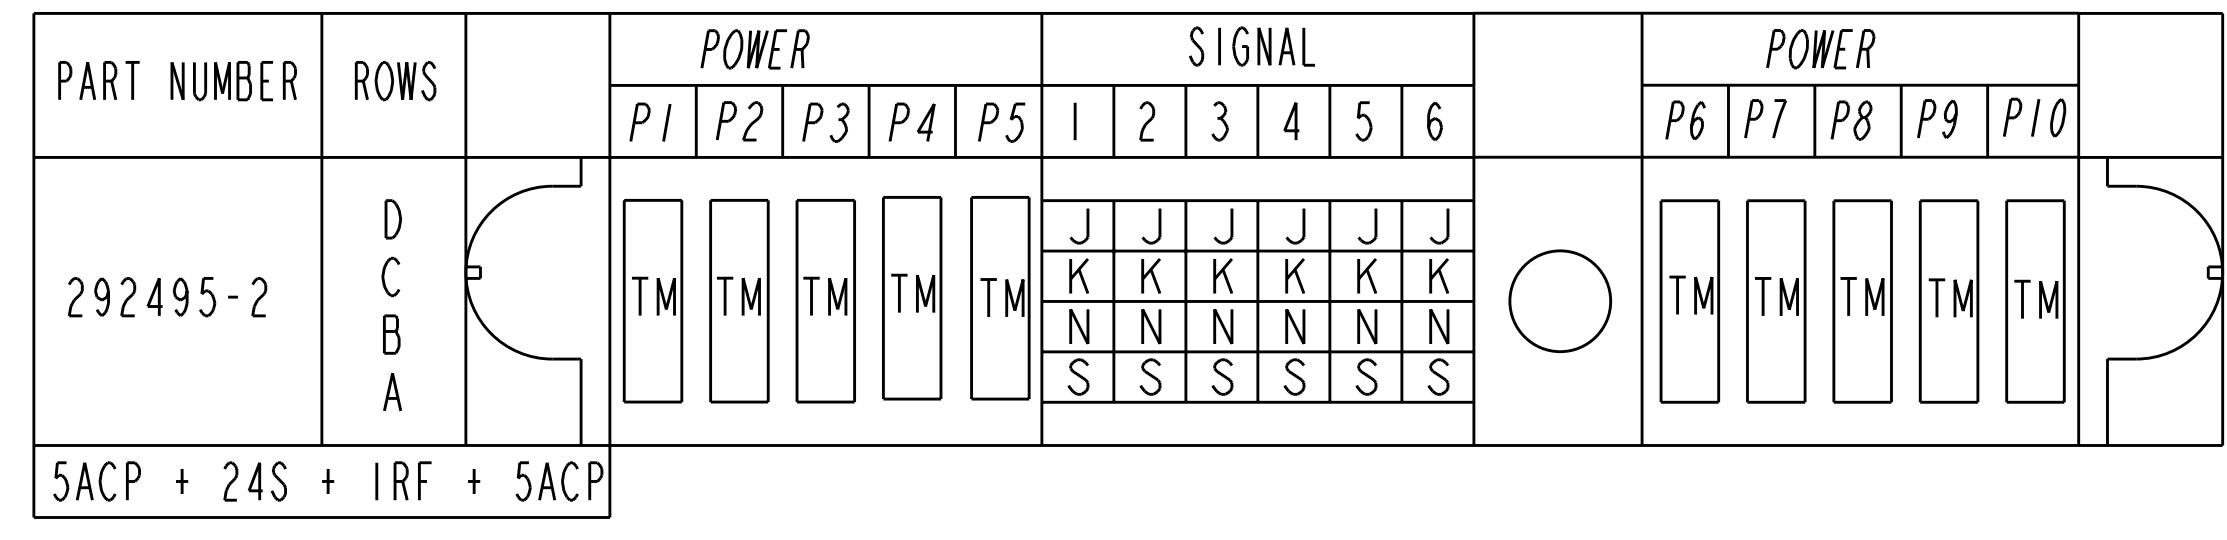 PART NUMBER ROWS POWER SIGNAL POWER
P1 P2 P3 P4 P5 1 2 3 4 5 6 P6 P7 P8 P9 P10
292495-2
D J J J J J J
C K K K K K K
B N N N N N N
A S S S S S S
TM TM TM TM TM TM TM TM TM TM
5ACP + 24S + 1RF + 5ACP